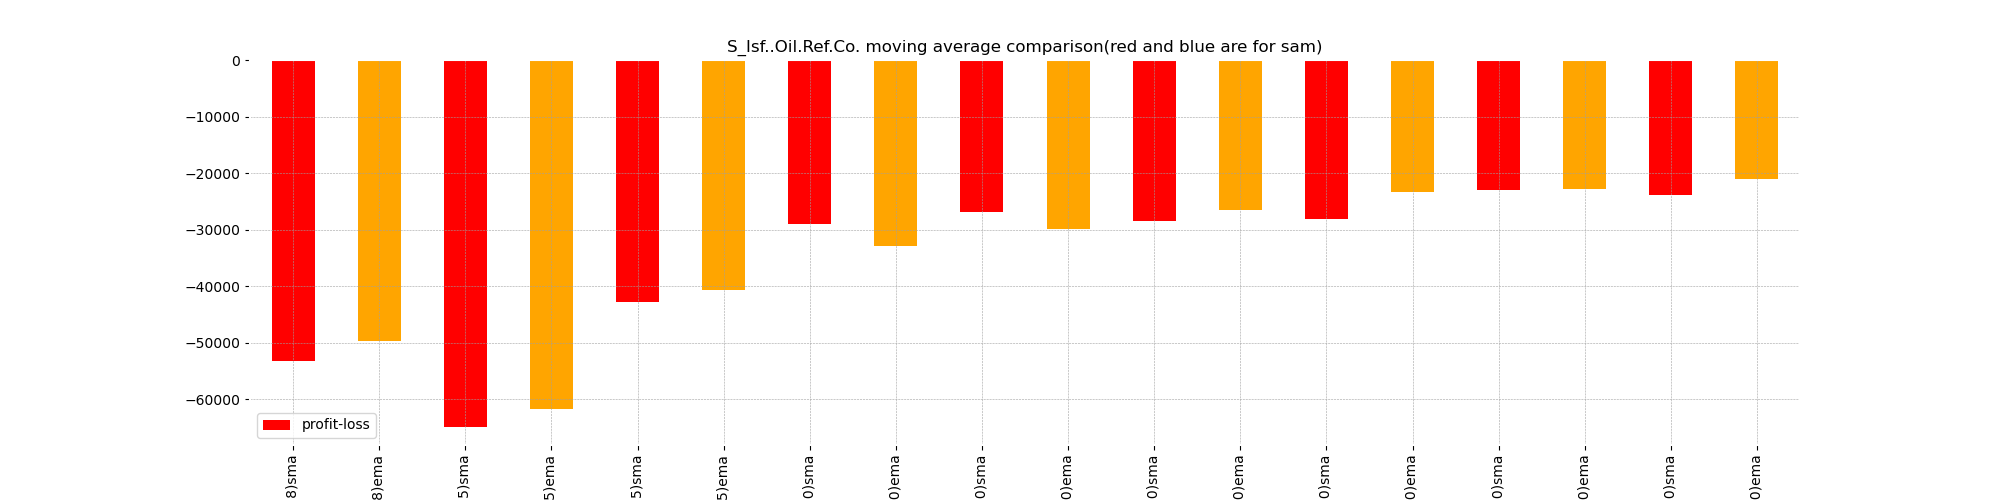 S_Isf..Oil.Ref.Co. moving average comparison(red and blue are for sam)
0
−10000
−20000
−30000
−40000
−50000
−60000
profit-loss
8)sma
8)ema
5)sma
5)ema
5)sma
5)ema
0)sma
0)ema
0)sma
0)ema
0)sma
0)ema
0)sma
0)ema
0)sma
0)ema
0)sma
0)ema